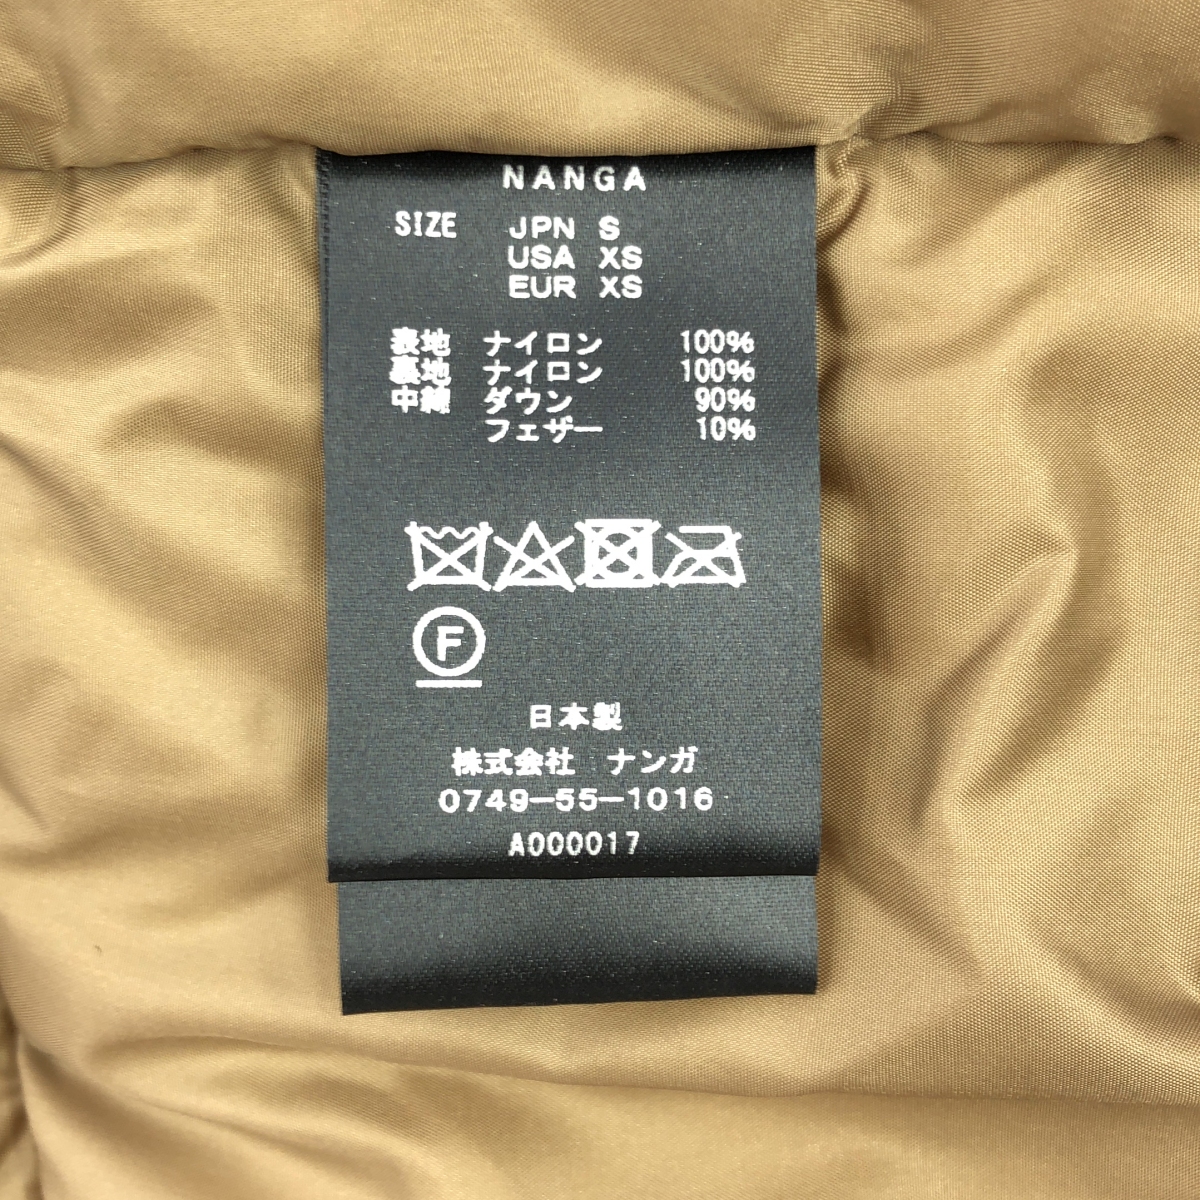 NANGA
SIZE JPN S
USA XS
EUR XS
表地 ナイロン 100%
裏地 ナイロン 100%
中綿 ダウン 90%
フェザー 10%
F
日本製
株式会社 ナンガ
0749-55-1016
A000017